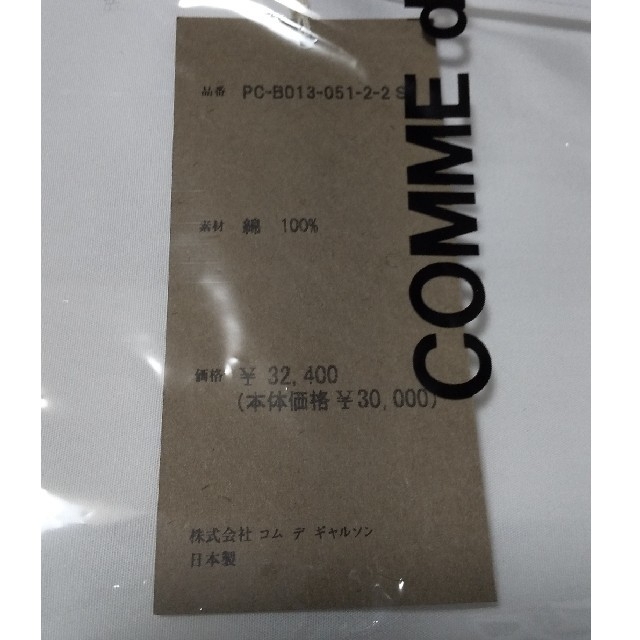 品番 PC-B013-051-2-2 S
素材 綿 100%
価格 ¥ 32,400
(本体価格 ¥30,000)
株式会社 コム デ ギャルソン
日本製
COMME d